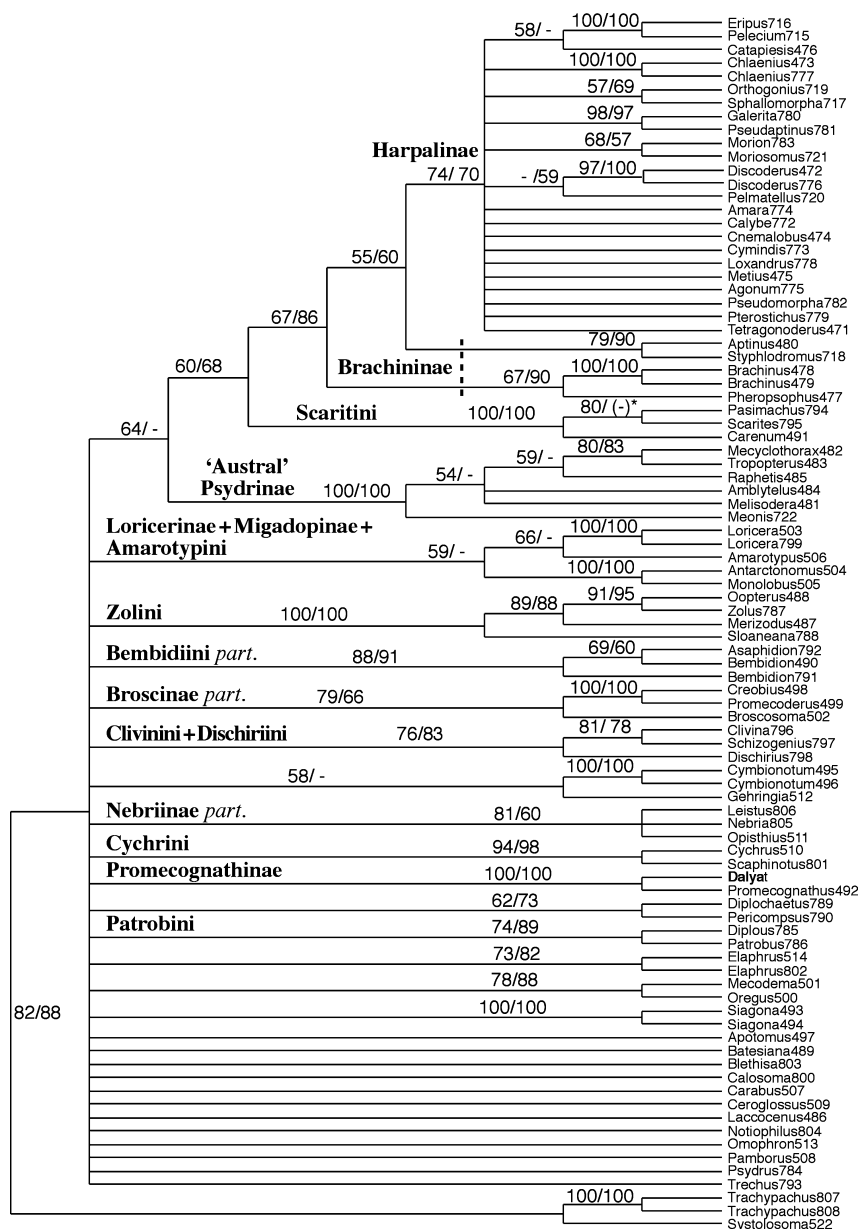 100/100
Eripus716
58/ -
Pelecium715
Catapiesis476
100/100
Chlaenius473
Chlaenius777
57/69
Orthogonius719
Sphallomorpha717
98/97
Galerita780
Pseudaptinus781
68/57
Morion783
Harpalinae
Moriosomus721
74/ 70
- /59
97/100
Discoderus472
Discoderus776
Pelmatellus720
Amara774
Calybe772
Cnemalobus474
Cymindis773
55/60
Loxandrus778
Metius475
Agonum775
Pseudomorpha782
67/86
Pterostichus779
Tetragonoderus471
79/90
Aptinus480
Styphlodromus718
60/68
Brachininae
67/90
100/100
Brachinus478
Brachinus479
Pheropsophus477
Scaritini
100/100
80/ (-)*
Pasimachus794
Scarites795
64/ -
Carenum491
80/83
Mecyclothorax482
59/ -
Tropopterus483
‘Austral’
Psydrinae
100/100
54/ -
Raphetis485
Amblytelus484
Melisodera481
Meonis722
Loricerinae + Migadopinae +
Amarotypini
59/ -
66/ -
100/100
Loricera503
Loricera799
Amarotypus506
100/100
Antarctonomus504
Monolobus505
Zolini
100/100
89/88
91/95
Oopterus488
Zolus787
Merizodus487
Sloaneana788
Bembidiini part.
88/91
69/60
Asaphidion792
Bembidion490
Bembidion791
Broscinae part.
79/66
100/100
Creobius498
Promecoderus499
Broscosoma502
Clivinini + Dischiriini
76/83
81/ 78
Clivina796
Schizogenius797
Dischirius798
58/ -
100/100
Cymbionotum495
Cymbionotum496
Gehringia512
Nebriinae part.
81/60
Leistus806
Nebria805
Opisthius511
Cychrini
94/98
Cychrus510
Scaphinotus801
Promecognathinae
100/100
Dalyat
Promecognathus492
62/73
Diplochaetus789
Pericompsus790
Patrobini
74/89
Diplous785
Patrobus786
73/82
Elaphrus514
Elaphrus802
78/88
Mecodema501
Oregus500
82/88
100/100
Siagona493
Siagona494
Apotomus497
Batesiana489
Blethisa803
Calosoma800
Carabus507
Ceroglossus509
Laccocenus486
Notiophilus804
Omophron513
Pamborus508
Psydrus784
Trechus793
100/100
Trachypachus807
Trachypachus808
Systolosoma522